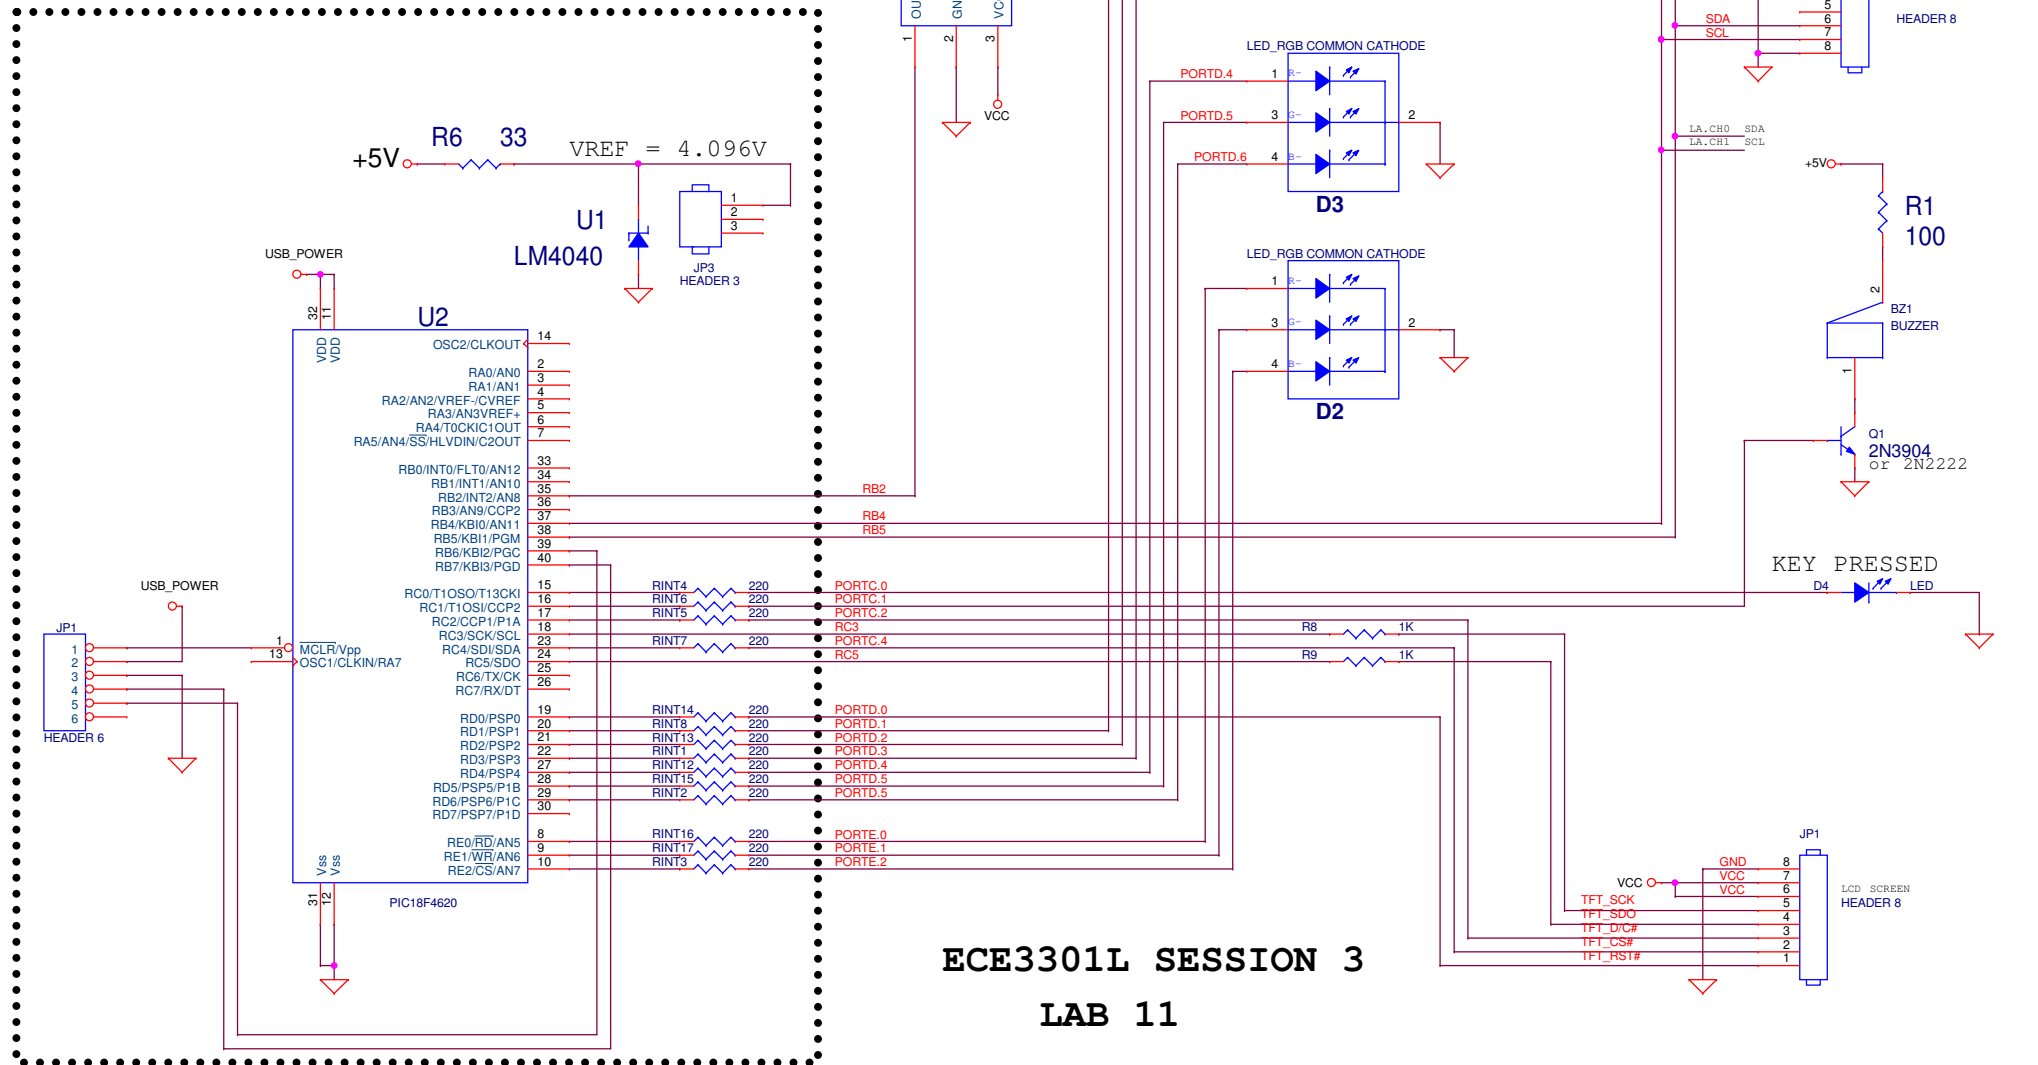 OU
GN
VC
1
2
3
VCC
5
SDA 6
SCL 7
8
HEADER 8
LED_RGB COMMON CATHODE
PORTD.4 1 R-
PORTD.5 3 G- 2
PORTD.6 4 B-
D3
LA.CH0 SDA
LA.CH1 SCL
+5V
R1
100
2
BZ1
BUZZER
1
Q1
2N3904
or 2N2222
R6 33
+5V
VREF = 4.096V
U1
LM4040
1
2
3
JP3
HEADER 3
LED_RGB COMMON CATHODE
1 R-
3 G- 2
4 B-
D2
USB_POWER
32
11
U2
VDD
VDD
OSC2/CLKOUT 14
RA0/AN0 2
RA1/AN1 3
RA2/AN2/VREF-/CVREF 4
RA3/AN3VREF+ 5
RA4/T0CKIC1OUT 6
RA5/AN4/SS/HLVDIN/C2OUT 7
RB0/INT0/FLT0/AN12 33
RB1/INT1/AN10 34
RB2/INT2/AN8 35 RB2
RB3/AN9/CCP2 36
RB4/KBI0/AN11 37 RB4
RB5/KBI1/PGM 38 RB5
RB6/KBI2/PGC 39
RB7/KBI3/PGD 40
RC0/T1OSO/T13CKI 15 RINT4 220 PORTC.0
RC1/T1OSI/CCP2 16 RINT6 220 PORTC.1
RC2/CCP1/P1A 17 RINT5 220 PORTC.2
RC3/SCK/SCL 18 RC3 R8 1K
RC4/SDI/SDA 23 RINT7 220 PORTC.4
RC5/SDO 24 RC5 R9 1K
RC6/TX/CK 25
RC7/RX/DT 26
RD0/PSP0 19 RINT14 220 PORTD.0
RD1/PSP1 20 RINT8 220 PORTD.1
RD2/PSP2 21 RINT13 220 PORTD.2
RD3/PSP3 22 RINT1 220 PORTD.3
RD4/PSP4 27 RINT12 220 PORTD.4
RD5/PSP5/P1B 28 RINT15 220 PORTD.5
RD6/PSP6/P1C 29 RINT2 220 PORTD.5
RD7/PSP7/P1D 30
RE0/RD/AN5 8 RINT16 220 PORTE.0
RE1/WR/AN6 9 RINT17 220 PORTE.1
RE2/CS/AN7 10 RINT3 220 PORTE.2
KEY PRESSED
D4 LED
USB_POWER
JP1
1
2
3
4
5
6
HEADER 6
1 MCLR/Vpp
13 OSC1/CLKIN/RA7
Vss
Vss
31
12
PIC18F4620
JP1
GND 8
VCC VCC 7
VCC 6
TFT_SCK 5
TFT_SDO 4
TFT_D/C# 3
TFT_CS# 2
TFT_RST# 1
LCD SCREEN
HEADER 8
ECE3301L SESSION 3
LAB 11